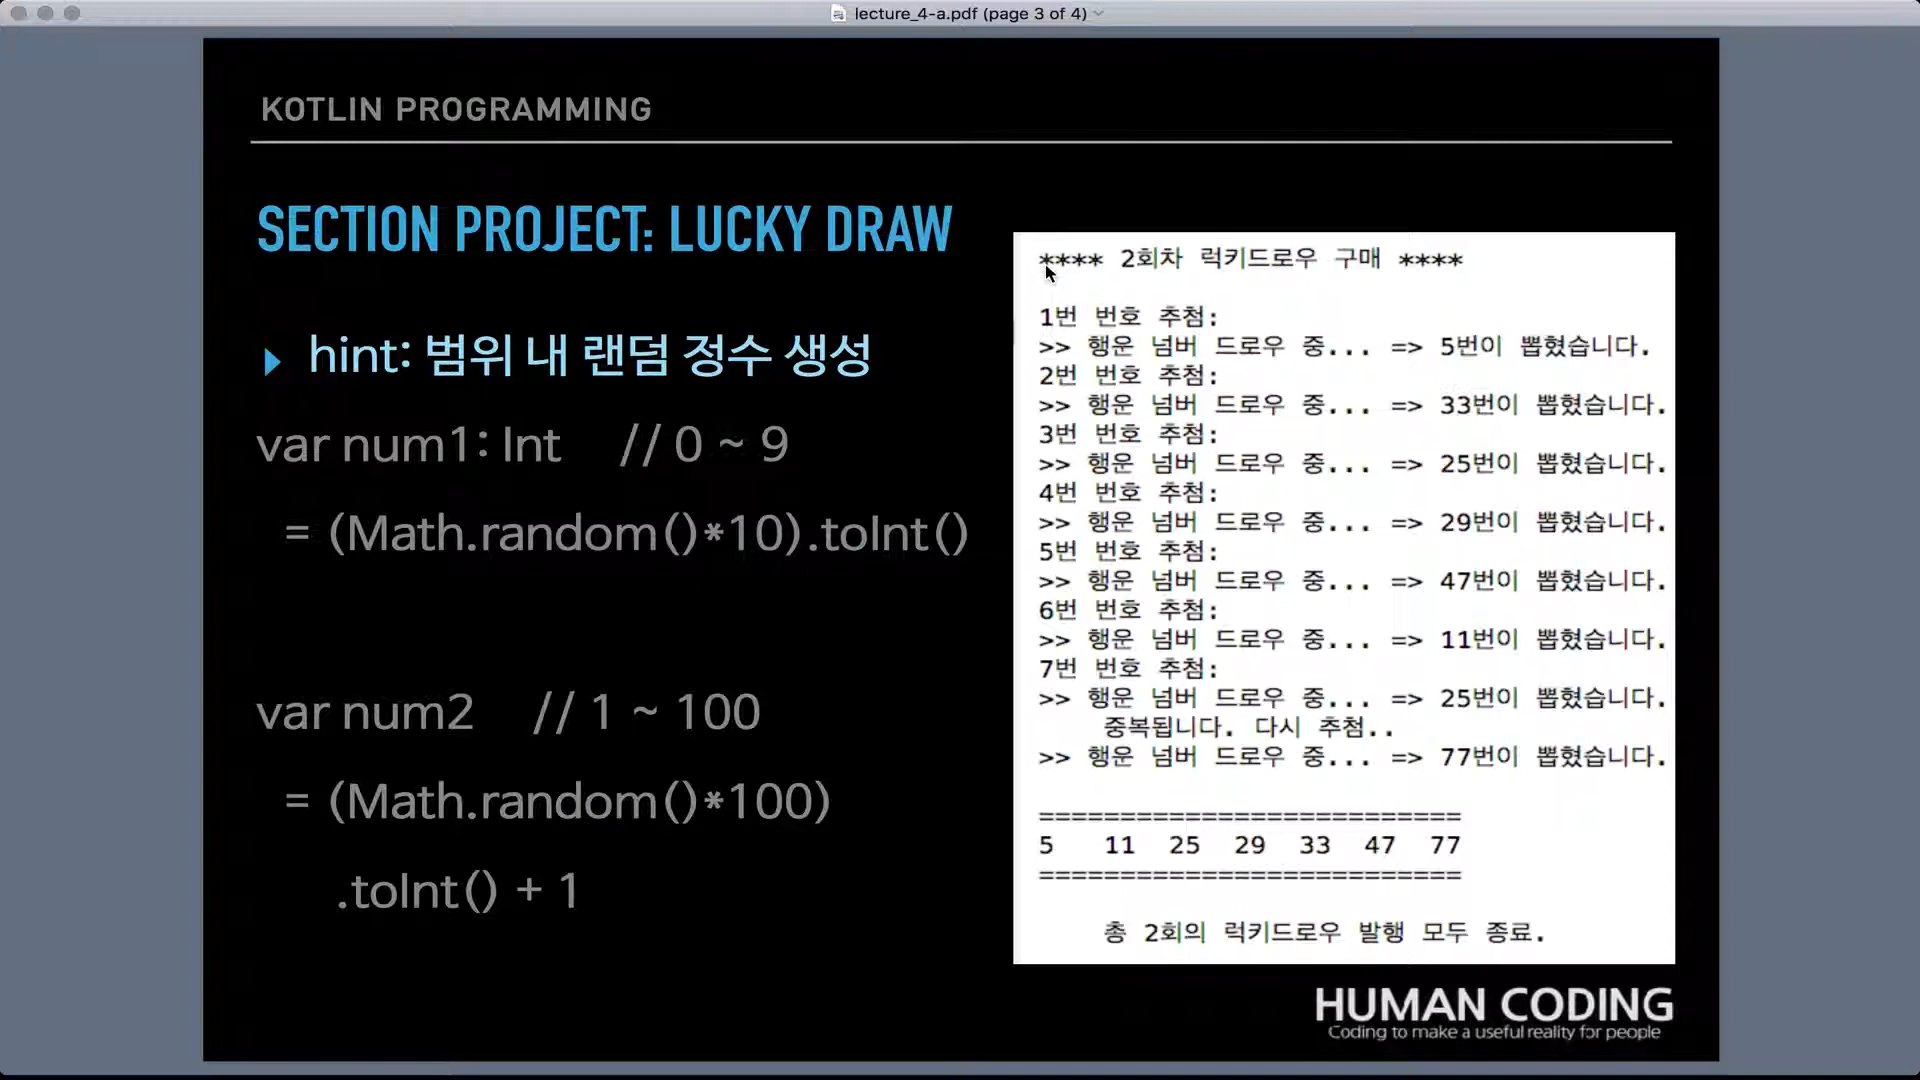 lecture_4-a.pdf (page 3 of 4)
KOTLIN PROGRAMMING
SECTION PROJECT: LUCKY DRAW
hint: 범위 내 랜덤 정수 생성
var num1: Int // 0 ~ 9
= (Math.random()*10).toInt()
var num2 // 1 ~ 100
= (Math.random()*100)
.toInt() + 1
**** 2회차 럭키드로우 구매 ****
1번 번호 추첨:
>> 행운 넘버 드로우 중... => 5번이 뽑혔습니다.
2번 번호 추첨:
>> 행운 넘버 드로우 중... => 33번이 뽑혔습니다.
3번 번호 추첨:
>> 행운 넘버 드로우 중... => 25번이 뽑혔습니다.
4번 번호 추첨:
>> 행운 넘버 드로우 중... => 29번이 뽑혔습니다.
5번 번호 추첨:
>> 행운 넘버 드로우 중... => 47번이 뽑혔습니다.
6번 번호 추첨:
>> 행운 넘버 드로우 중... => 11번이 뽑혔습니다.
7번 번호 추첨:
>> 행운 넘버 드로우 중... => 25번이 뽑혔습니다.
중복됩니다. 다시 추첨..
>> 행운 넘버 드로우 중... => 77번이 뽑혔습니다.
==========================
5 11 25 29 33 47 77
==========================
총 2회의 럭키드로우 발행 모두 종료.
HUMAN CODING
Coding to make a useful reality for people